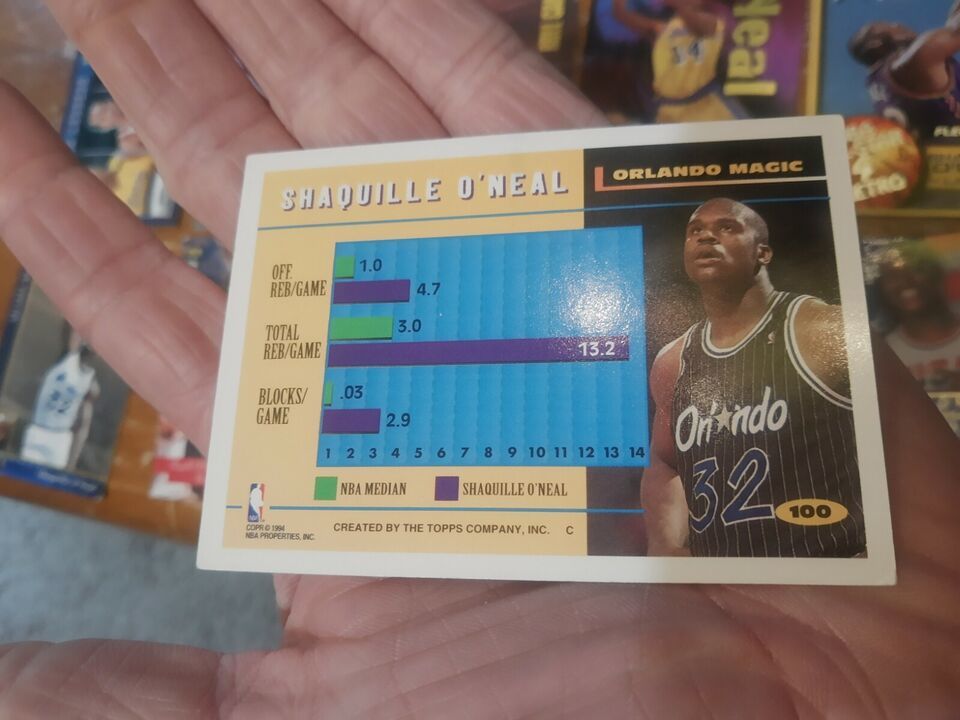 SHAQUILLE O'NEAL
ORLANDO MAGIC
OFF. REB/GAME
1.0
4.7
TOTAL REB/GAME
3.0
13.2
BLOCKS/ GAME
.03
2.9
1 2 3 4 5 6 7 8 9 10 11 12 13 14
NBA MEDIAN
SHAQUILLE O'NEAL
COPR © 1994
NBA PROPERTIES, INC.
CREATED BY THE TOPPS COMPANY, INC. C
Orlando
32
100
Neal
34